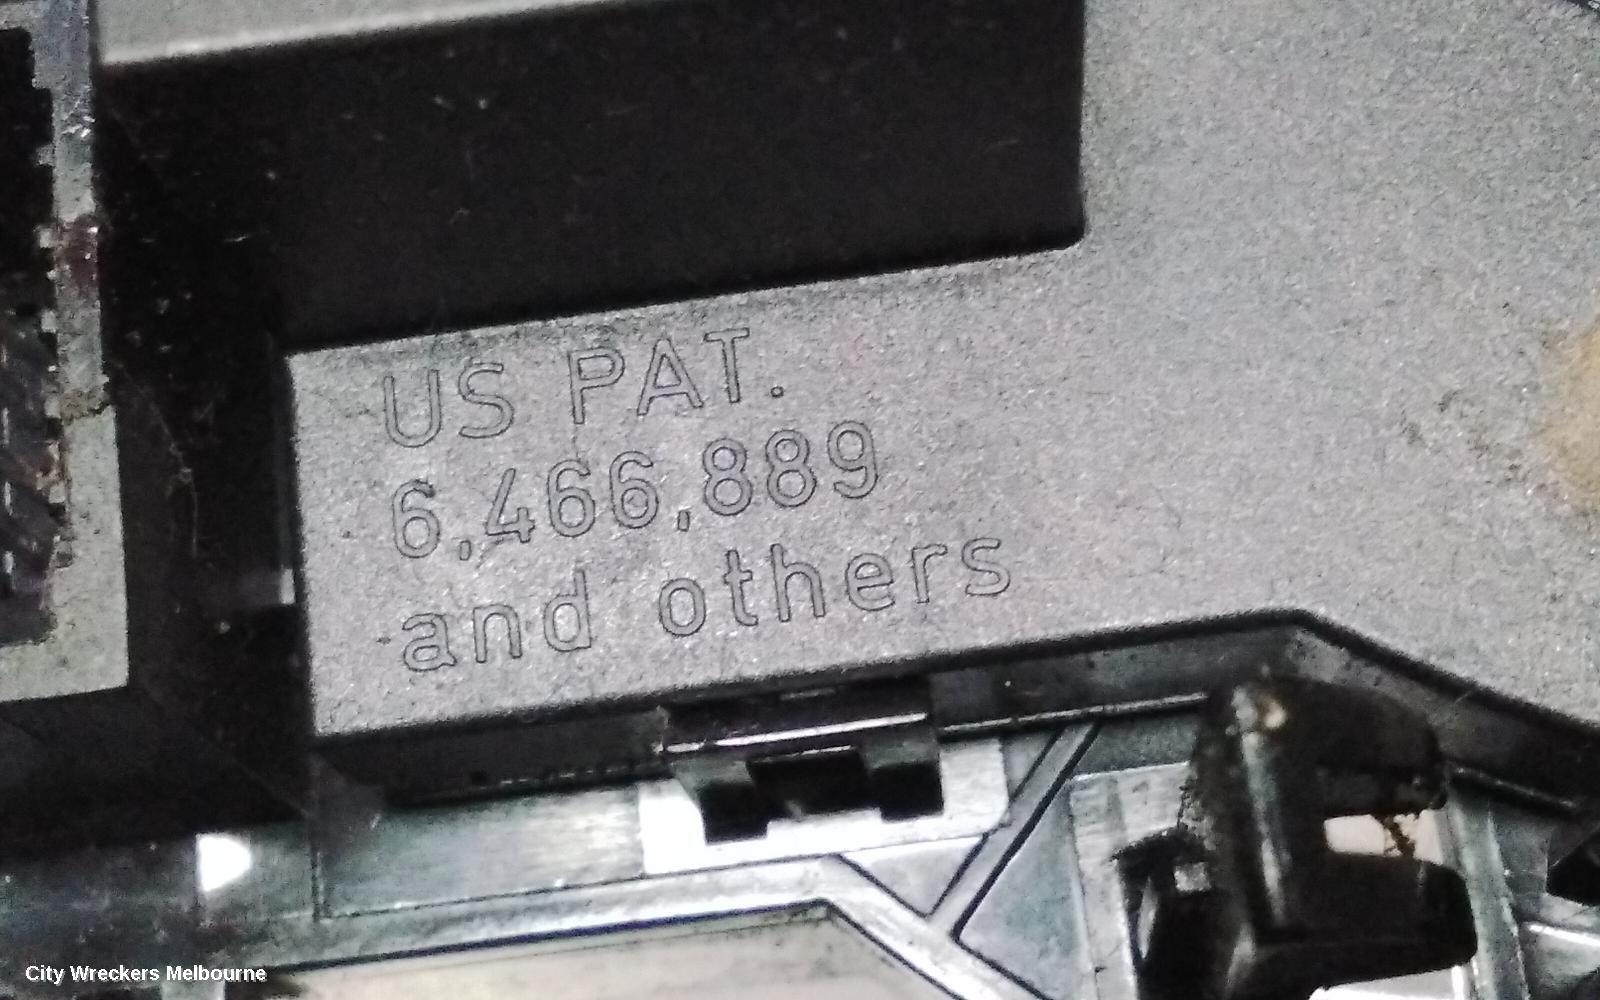 US PAT.
6,466,889
and others
City Wreckers Melbourne